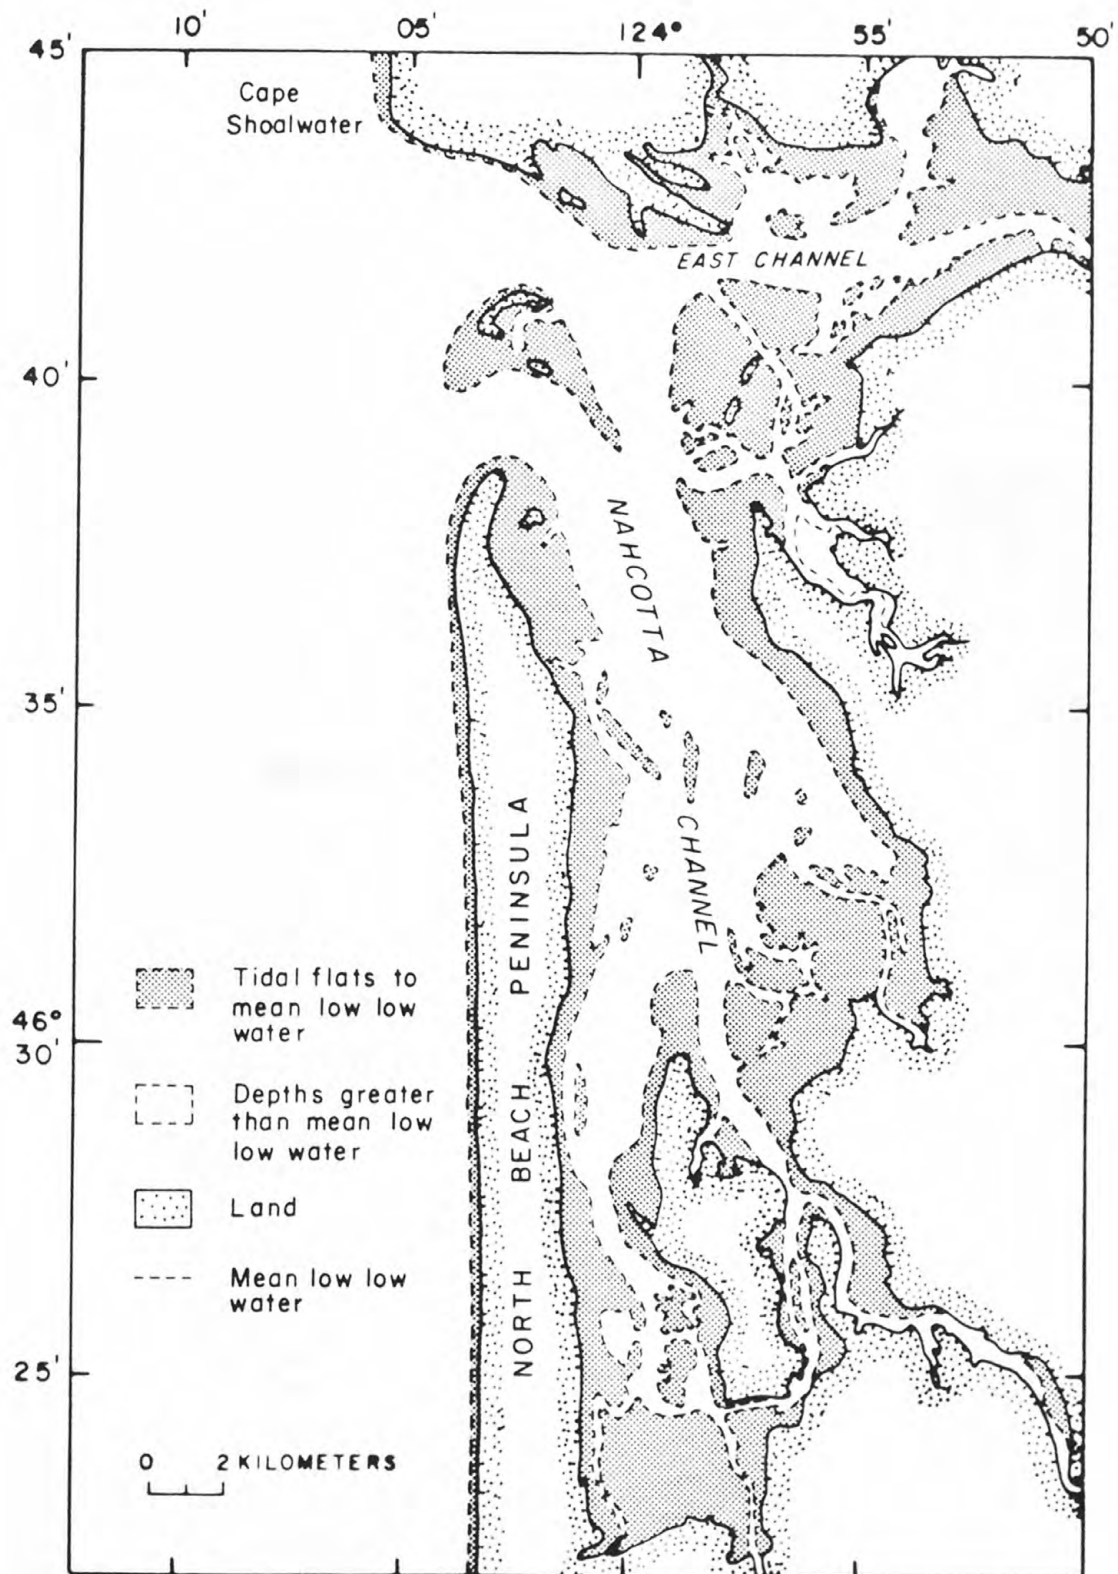 10'
05'
124°
55'
50'
45'
Cape
Shoalwater
EAST CHANNEL
40'
NAHCOTTA
35'
CHANNEL
NORTH BEACH PENINSULA
Tidal flats to
mean low low
water
46°
30'
Depths greater
than mean low
low water
Land
Mean low low
water
25'
0 2 KILOMETERS